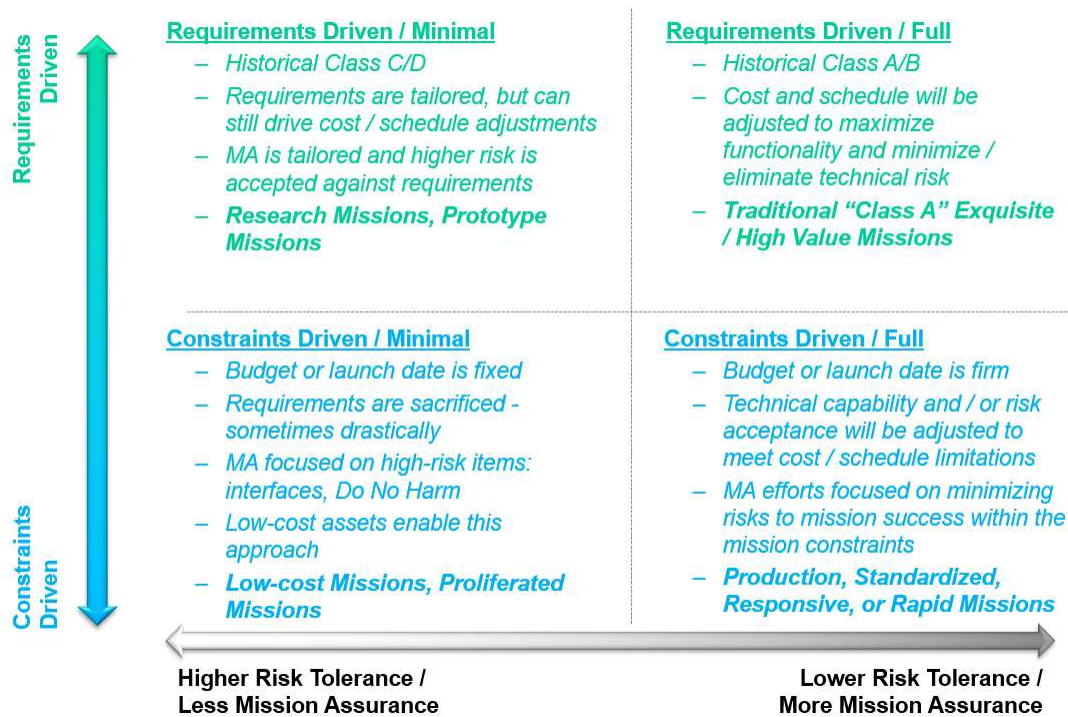 Requirements
Driven
Requirements Driven / Minimal
– Historical Class C/D
– Requirements are tailored, but can
still drive cost / schedule adjustments
– MA is tailored and higher risk is
accepted against requirements
– Research Missions, Prototype
Missions
Requirements Driven / Full
– Historical Class A/B
– Cost and schedule will be
adjusted to maximize
functionality and minimize /
eliminate technical risk
– Traditional “Class A” Exquisite
/ High Value Missions
Constraints
Driven
Constraints Driven / Minimal
– Budget or launch date is fixed
– Requirements are sacrificed -
sometimes drastically
– MA focused on high-risk items:
interfaces, Do No Harm
– Low-cost assets enable this
approach
– Low-cost Missions, Proliferated
Missions
Constraints Driven / Full
– Budget or launch date is firm
– Technical capability and / or risk
acceptance will be adjusted to
meet cost / schedule limitations
– MA efforts focused on minimizing
risks to mission success within the
mission constraints
– Production, Standardized,
Responsive, or Rapid Missions
Higher Risk Tolerance /
Less Mission Assurance
Lower Risk Tolerance /
More Mission Assurance